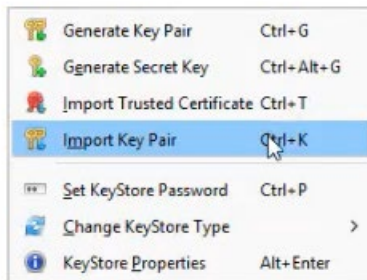 Generate Key Pair Ctrl+G
Generate Secret Key Ctrl+Alt+G
Import Trusted Certificate Ctrl+T
Import Key Pair Ctrl+K
Set KeyStore Password Ctrl+P
Change KeyStore Type
KeyStore Properties Alt+Enter